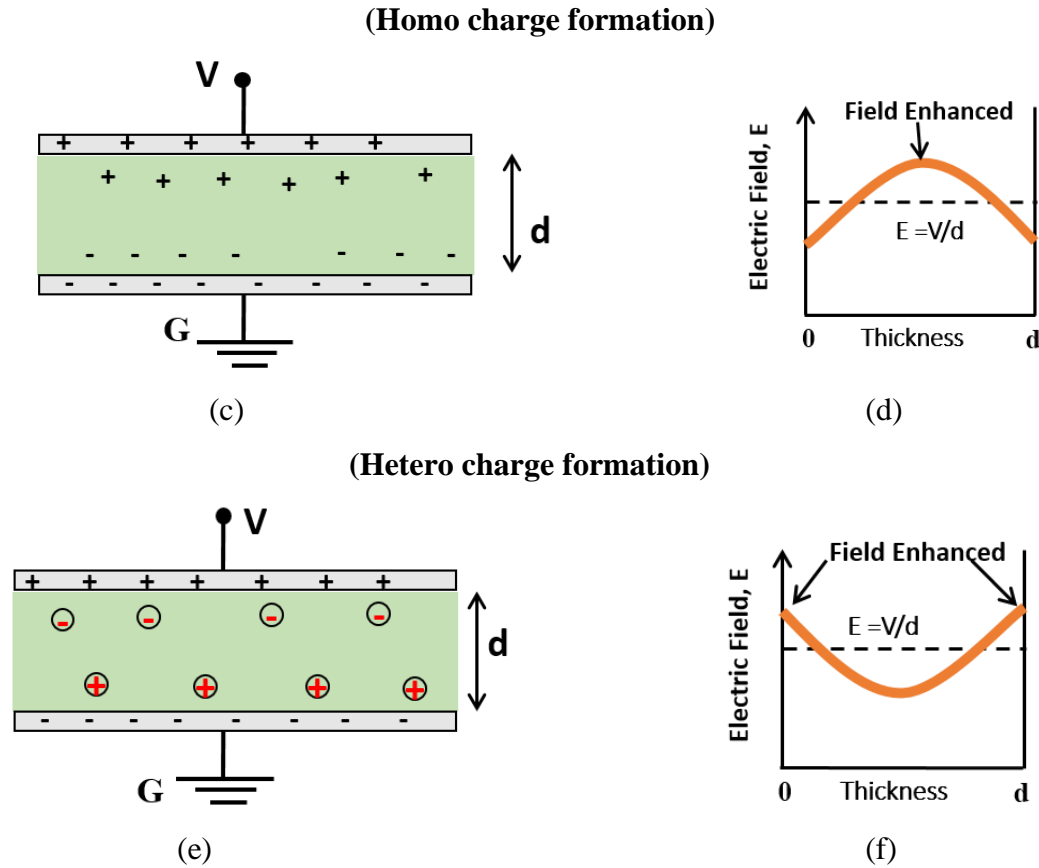 (Homo charge formation)
V
+ + + + + +
+ + + + + +
d
- - - - - - -
- - - - - - - -
G
(c)
Field Enhanced
Electric Field, E
E =V/d
0 Thickness d
(d)
(Hetero charge formation)
V
+ + + + + + +
- - - -
d
+ + + +
- - - - - - - - -
G
(e)
Field Enhanced
Electric Field, E
E =V/d
0 Thickness d
(f)